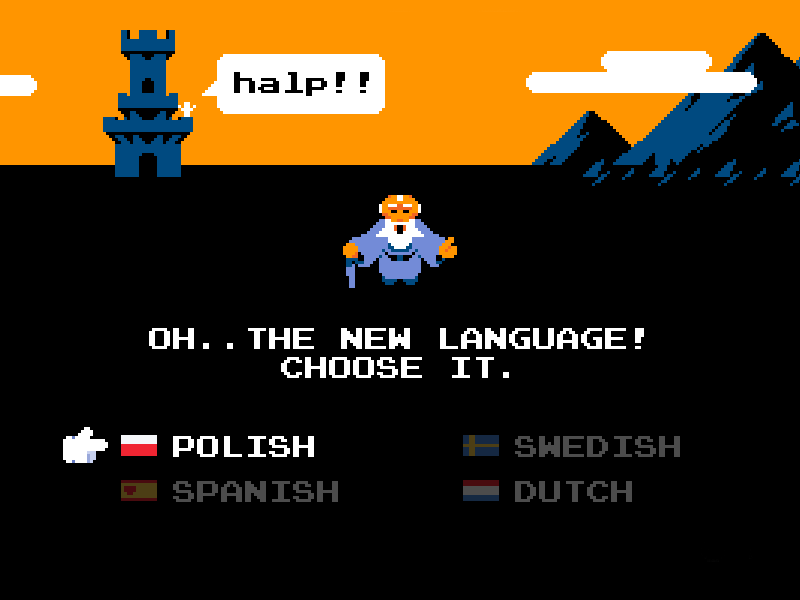 halp!!
OH..THE NEW LANGUAGE!
CHOOSE IT.
POLISH
SWEDISH
SPANISH
DUTCH